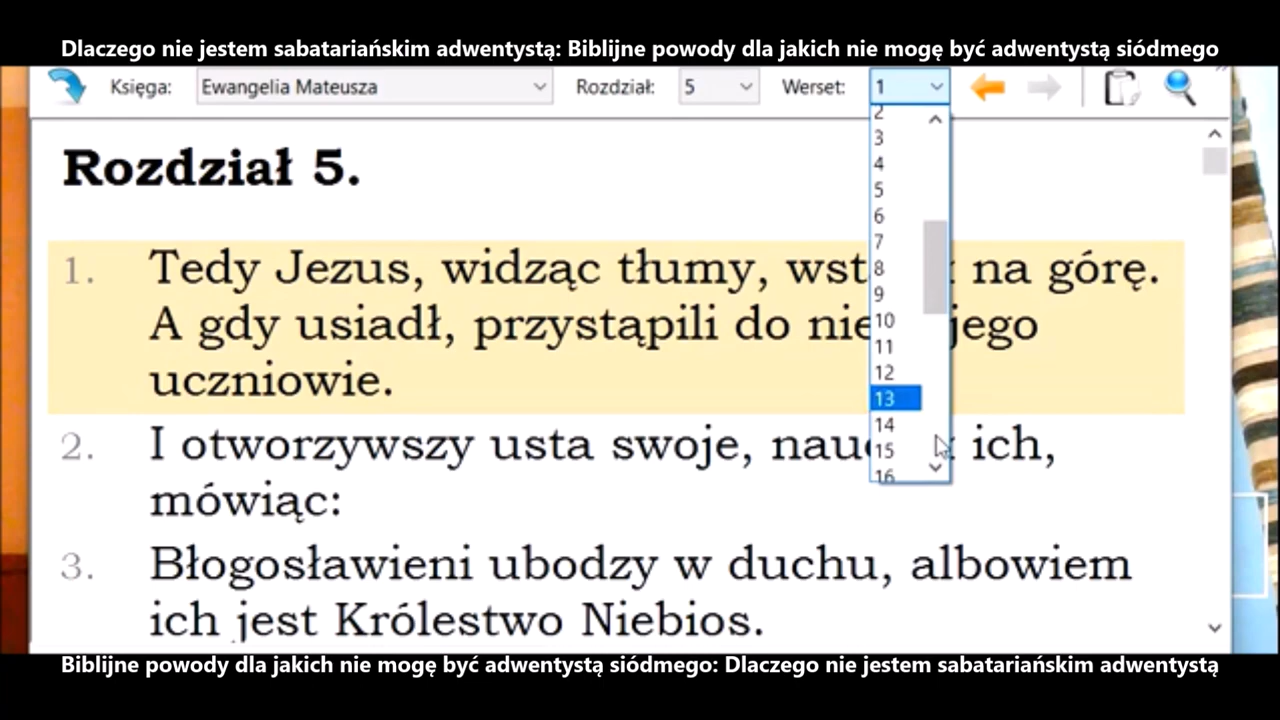 Dlaczego nie jestem sabatariańskim adwentystą: Biblijne powody dla jakich nie mogę być adwentystą siódmego
Księga: Ewangelia Mateusza Rozdział: 5 Werset: 1
2
3
4
5
6
7
8
9
10
11
12
13
14
15
16
Rozdział 5.
1. Tedy Jezus, widząc tłumy, na górę.
A gdy usiadł, przystąpili do jego
uczniowie.
2. I otworzywszy usta swoje, ich,
mówiąc:
3. Błogosławieni ubodzy w duchu, albowiem
ich jest Królestwo Niebios.
Biblijne powody dla jakich nie mogę być adwentystą siódmego: Dlaczego nie jestem sabatariańskim adwentystą